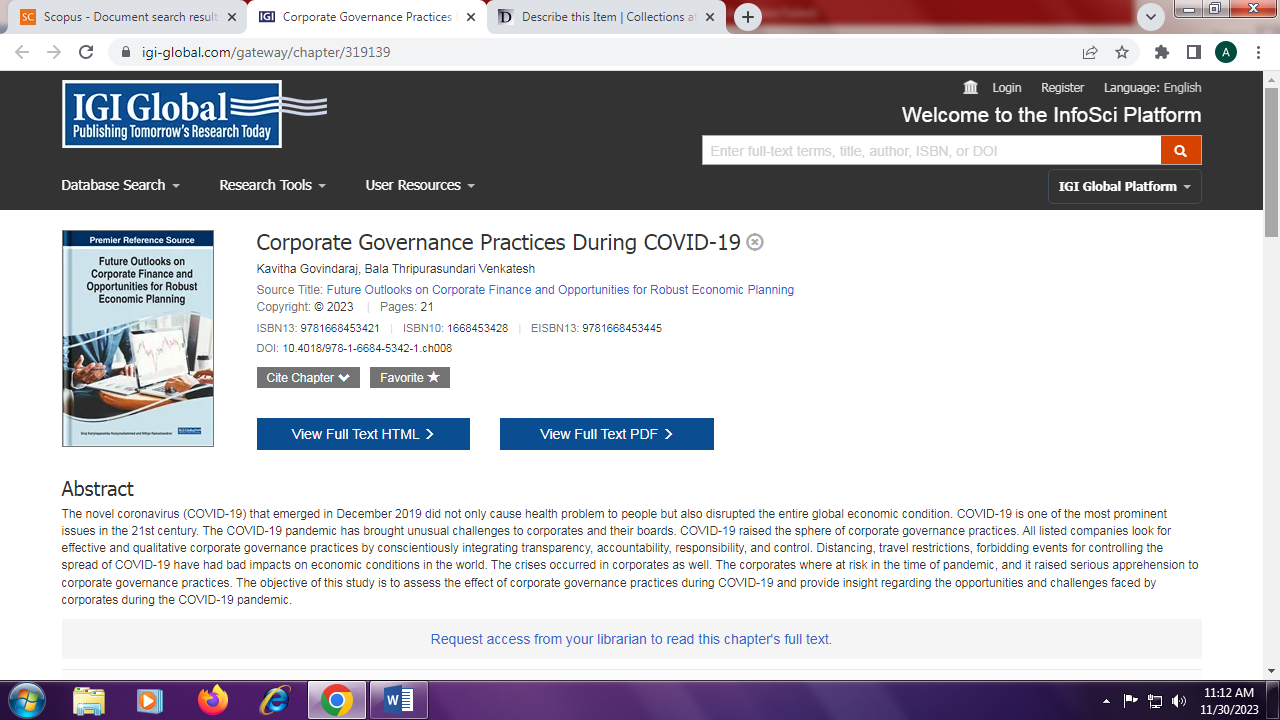 Scopus - Document search result
Corporate Governance Practices
Describe this Item | Collections a
igi-global.com/gateway/chapter/319139
A
Login Register Language: English
IGI Global
Publishing Tomorrow's Research Today
Welcome to the InfoSci Platform
Enter full-text terms, title, author, ISBN, or DOI
Database Search Research Tools User Resources
IGI Global Platform
Premier Reference Source
Future Outlooks on
Corporate Finance and
Opportunities for Robust
Economic Planning
Corporate Governance Practices During COVID-19
Kavitha Govindaraj, Bala Thripurasundari Venkatesh
Source Title: Future Outlooks on Corporate Finance and Opportunities for Robust Economic Planning
Copyright: © 2023 | Pages: 21
ISBN13: 9781668453421 | ISBN10: 1668453428 | EISBN13: 9781668453445
DOI: 10.4018/978-1-6684-5342-1.ch008
Cite Chapter Favorite
View Full Text HTML View Full Text PDF
Abstract
The novel coronavirus (COVID-19) that emerged in December 2019 did not only cause health problem to people but also disrupted the entire global economic condition. COVID-19 is one of the most prominent
issues in the 21st century. The COVID-19 pandemic has brought unusual challenges to corporates and their boards. COVID-19 raised the sphere of corporate governance practices. All listed companies look for
effective and qualitative corporate governance practices by conscientiously integrating transparency, accountability, responsibility, and control. Distancing, travel restrictions, forbidding events for controlling the
spread of COVID-19 have had bad impacts on economic conditions in the world. The crises occurred in corporates as well. The corporates where at risk in the time of pandemic, and it raised serious apprehension to
corporate governance practices. The objective of this study is to assess the effect of corporate governance practices during COVID-19 and provide insight regarding the opportunities and challenges faced by
corporates during the COVID-19 pandemic.
Request access from your librarian to read this chapter's full text.
11:12 AM
11/30/2023